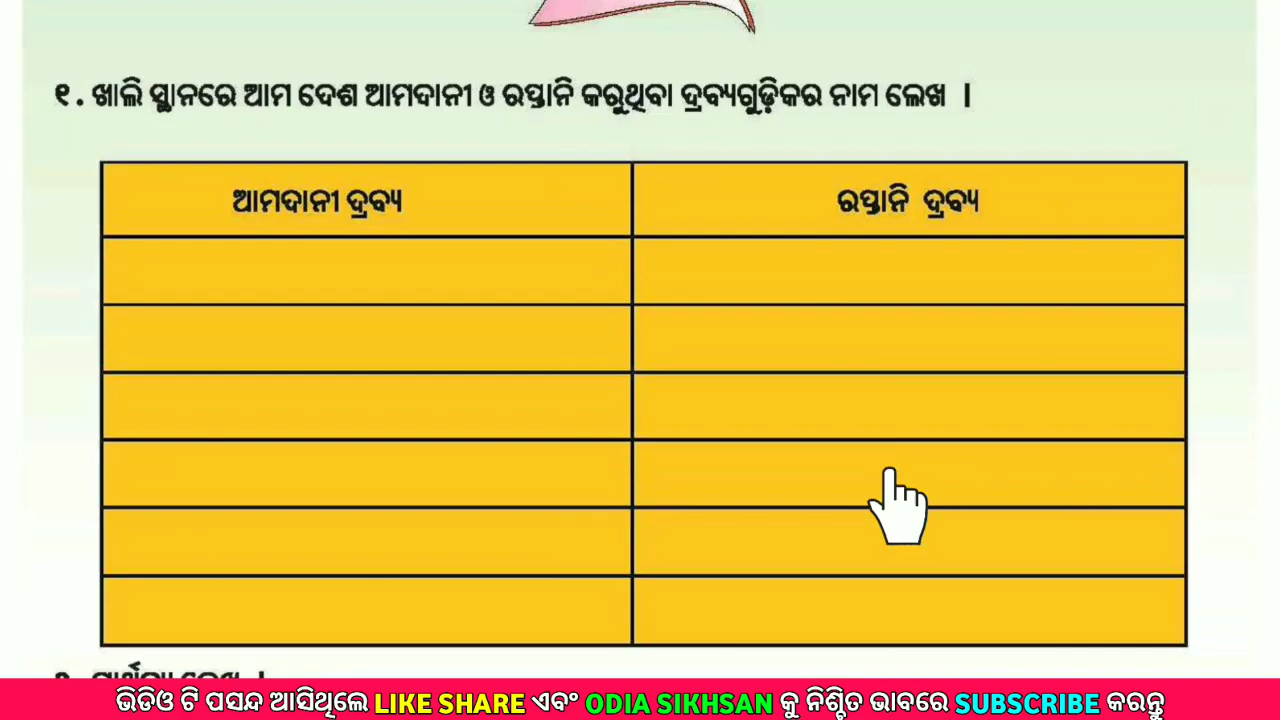 ୧. ଖାଲି ସ୍ଥାନରେ ଆମ ଦେଶ ଆମଦାନୀ ଓ ରପ୍ତାନି କରୁଥିବା ଦ୍ରବ୍ୟଗୁଡ଼ିକର ନାମ ଲେଖ ।
ଆମଦାନୀ ଦ୍ରବ୍ୟ ରପ୍ତାନି ଦ୍ରବ୍ୟ
ଭିଡିଓ ଟି ପସନ୍ଦ ଆସିଥିଲେ LIKE SHARE ଏବଂ ODIA SIKHSAN କୁ ନିଶ୍ଚିତ ଭାବରେ SUBSCRIBE କରନ୍ତୁ